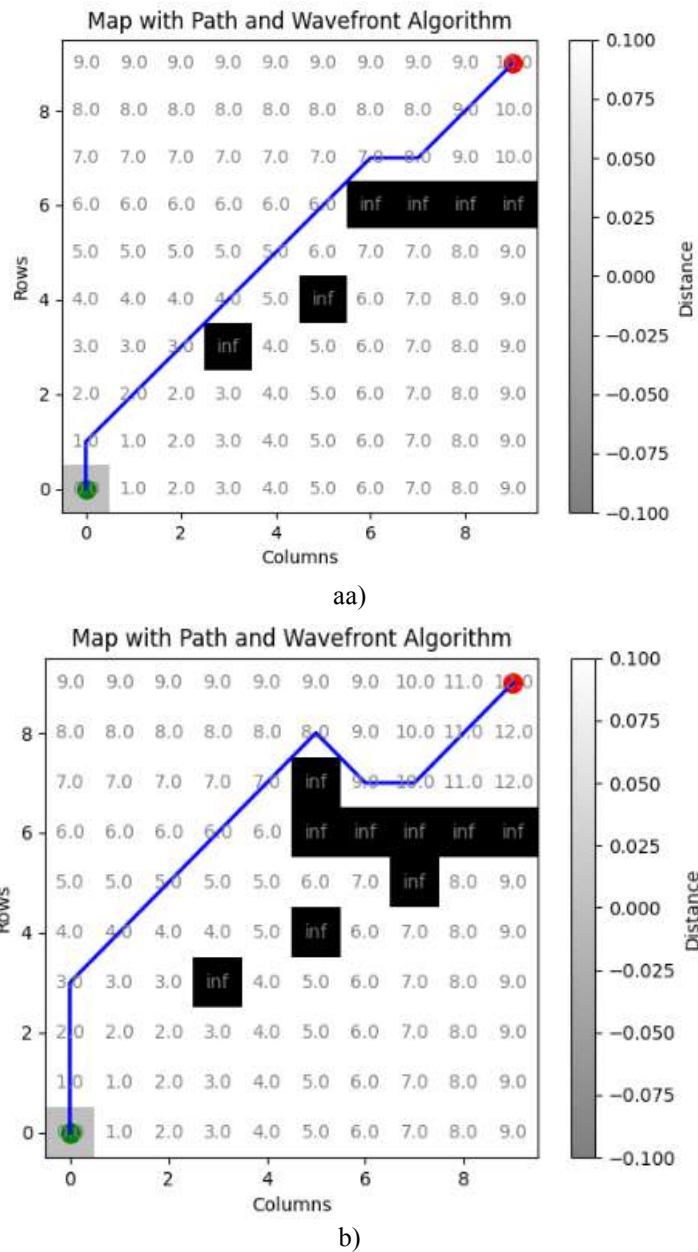 Map with Path and Wavefront Algorithm
9.0 9.0 9.0 9.0 9.0 9.0 9.0 9.0 9.0
8 8.0 8.0 8.0 8.0 8.0 8.0 8.0 8.0 9.0 10.0
7.0 7.0 7.0 7.0 7.0 7.0 7.0 8.0 9.0 10.0
6 6.0 6.0 6.0 6.0 6.0 6.0 inf inf inf inf
5.0 5.0 5.0 5.0 5.0 6.0 7.0 7.0 8.0 9.0
4 4.0 4.0 4.0 4.0 5.0 inf 6.0 7.0 8.0 9.0
3.0 3.0 3.0 inf 4.0 5.0 6.0 7.0 8.0 9.0
2 2.0 2.0 2.0 3.0 4.0 5.0 6.0 7.0 8.0 9.0
1.0 1.0 2.0 3.0 4.0 5.0 6.0 7.0 8.0 9.0
0 1.0 2.0 3.0 4.0 5.0 6.0 7.0 8.0 9.0
0 2 4 6 8
Rows
Columns
0.100
0.075
0.050
0.025
0.000
−0.025
−0.050
−0.075
−0.100
Distance
aa)
Map with Path and Wavefront Algorithm
9.0 9.0 9.0 9.0 9.0 9.0 9.0 10.0 11.0
8 8.0 8.0 8.0 8.0 8.0 8.0 9.0 10.0 11.0 12.0
7.0 7.0 7.0 7.0 7.0 inf 9.0 10.0 11.0 12.0
6 6.0 6.0 6.0 6.0 6.0 inf inf inf inf inf
5.0 5.0 5.0 5.0 5.0 6.0 7.0 inf 8.0 9.0
4 4.0 4.0 4.0 4.0 5.0 inf 6.0 7.0 8.0 9.0
3.0 3.0 3.0 inf 4.0 5.0 6.0 7.0 8.0 9.0
2 2.0 2.0 2.0 3.0 4.0 5.0 6.0 7.0 8.0 9.0
1.0 1.0 2.0 3.0 4.0 5.0 6.0 7.0 8.0 9.0
0 1.0 2.0 3.0 4.0 5.0 6.0 7.0 8.0 9.0
0 2 4 6 8
Rows
Columns
0.100
0.075
0.050
0.025
0.000
−0.025
−0.050
−0.075
−0.100
Distance
b)